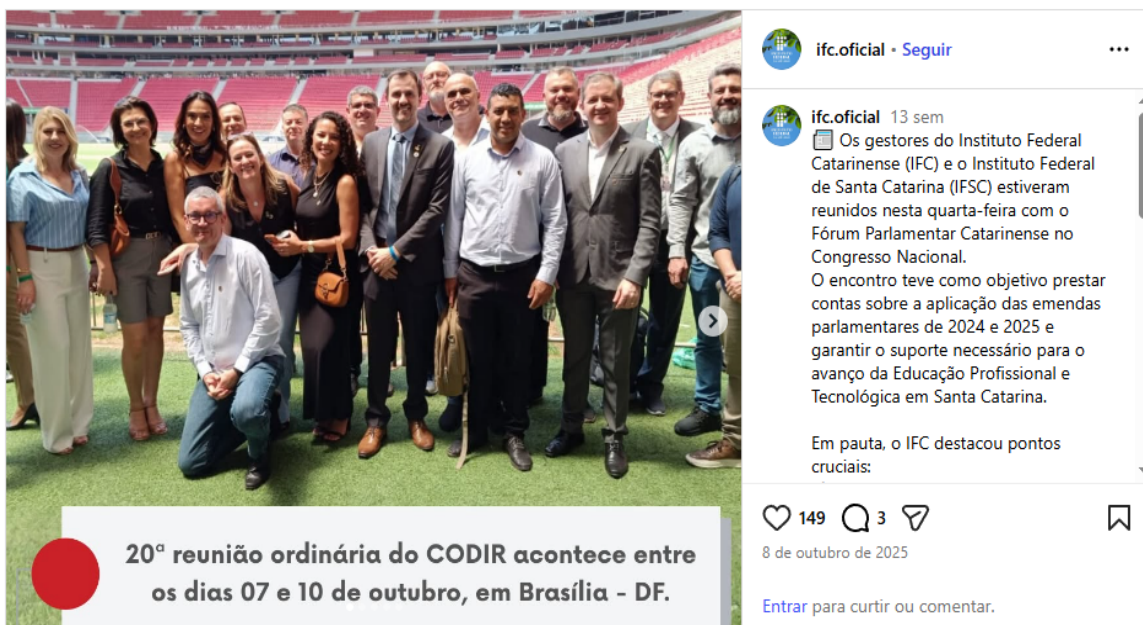 20ª reunião ordinária do CODIR acontece entre
os dias 07 e 10 de outubro, em Brasília - DF.
ifc.oficial • Seguir
ifc.oficial 13 sem
Os gestores do Instituto Federal
Catarinense (IFC) e o Instituto Federal
de Santa Catarina (IFSC) estiveram
reunidos nesta quarta-feira com o
Fórum Parlamentar Catarinense no
Congresso Nacional.
O encontro teve como objetivo prestar
contas sobre a aplicação das emendas
parlamentares de 2024 e 2025 e
garantir o suporte necessário para o
avanço da Educação Profissional e
Tecnológica em Santa Catarina.
Em pauta, o IFC destacou pontos
cruciais:
149 3
8 de outubro de 2025
Entrar para curtir ou comentar.